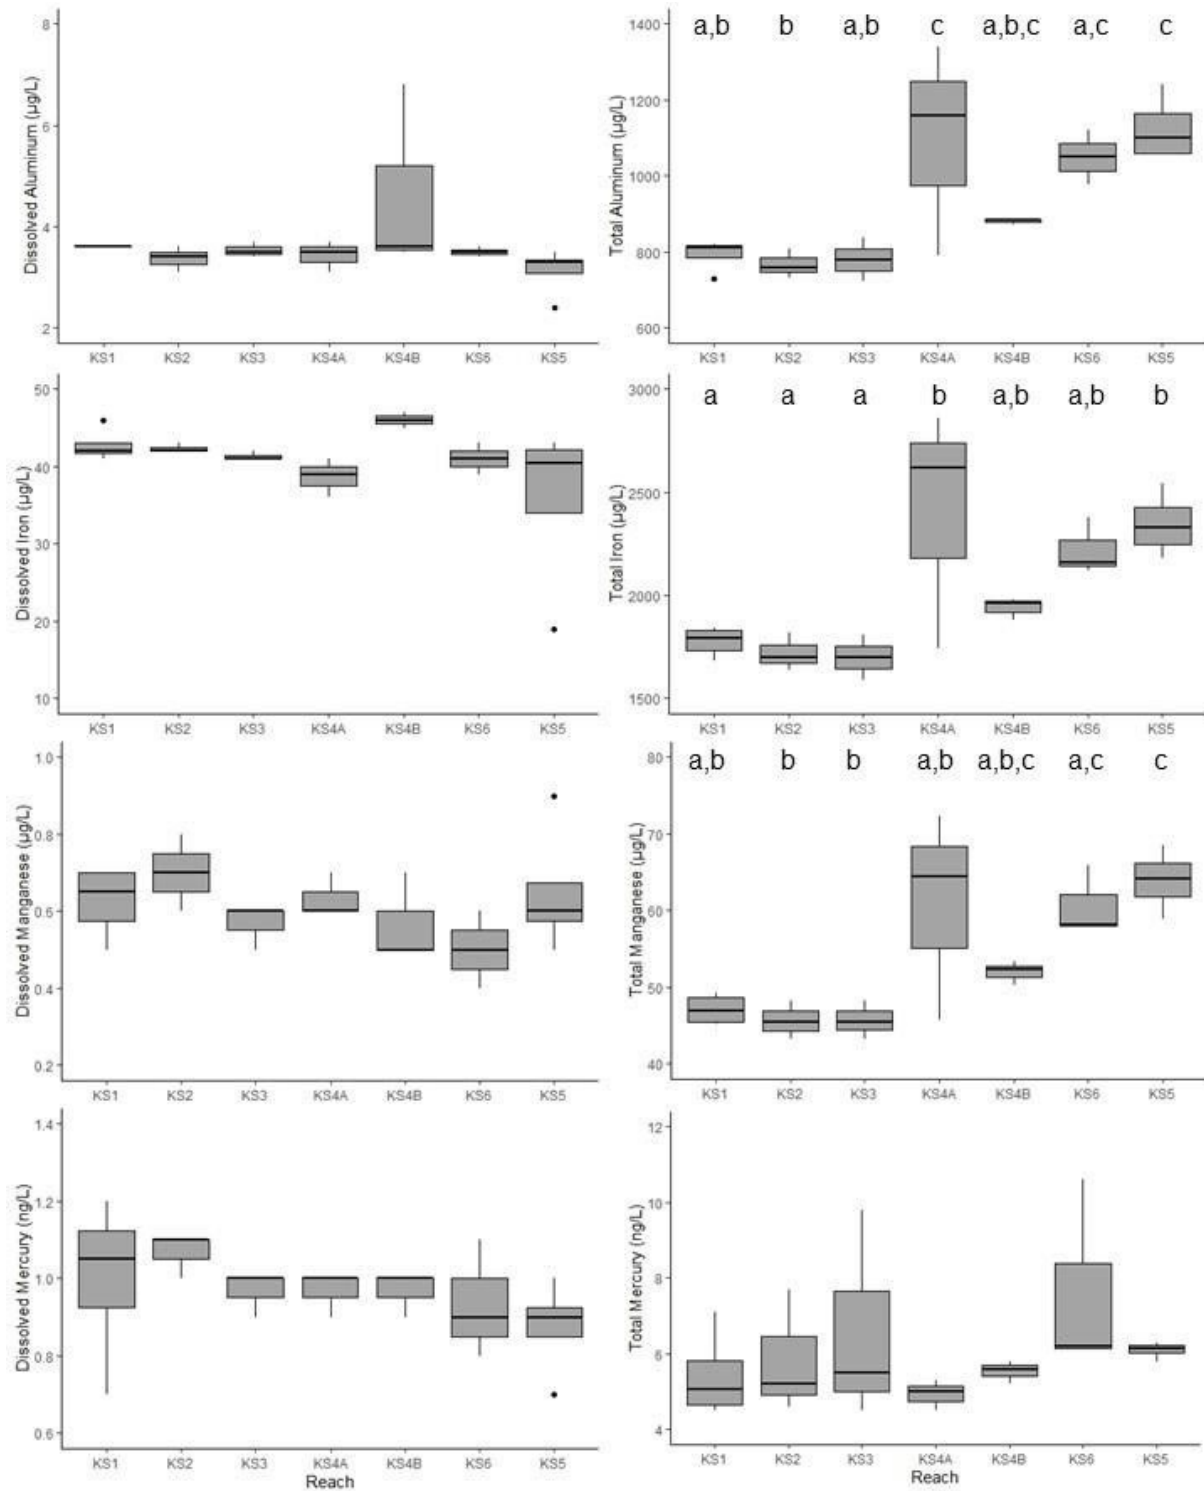 Dissolved Aluminum (µg/L)
8
6
4
2
KS1 KS2 KS3 KS4A KS4B KS6 KS5
Total Aluminum (µg/L)
1400
1200
1000
800
600
a,b b a,b c a,b,c a,c c
KS1 KS2 KS3 KS4A KS4B KS6 KS5
Dissolved Iron (µg/L)
50
40
30
20
10
KS1 KS2 KS3 KS4A KS4B KS6 KS5
Total Iron (µg/L)
3000
2500
2000
1500
a a a b a,b a,b b
KS1 KS2 KS3 KS4A KS4B KS6 KS5
Dissolved Manganese (µg/L)
1.0
0.8
0.6
0.4
0.2
KS1 KS2 KS3 KS4A KS4B KS6 KS5
Total Manganese (µg/L)
80
70
60
50
40
a,b b b a,b a,b,c a,c c
KS1 KS2 KS3 KS4A KS4B KS6 KS5
Dissolved Mercury (ng/L)
1.4
1.2
1.0
0.8
0.6
KS1 KS2 KS3 KS4A KS4B KS6 KS5
Reach
Total Mercury (ng/L)
12
10
8
6
4
KS1 KS2 KS3 KS4A KS4B KS6 KS5
Reach